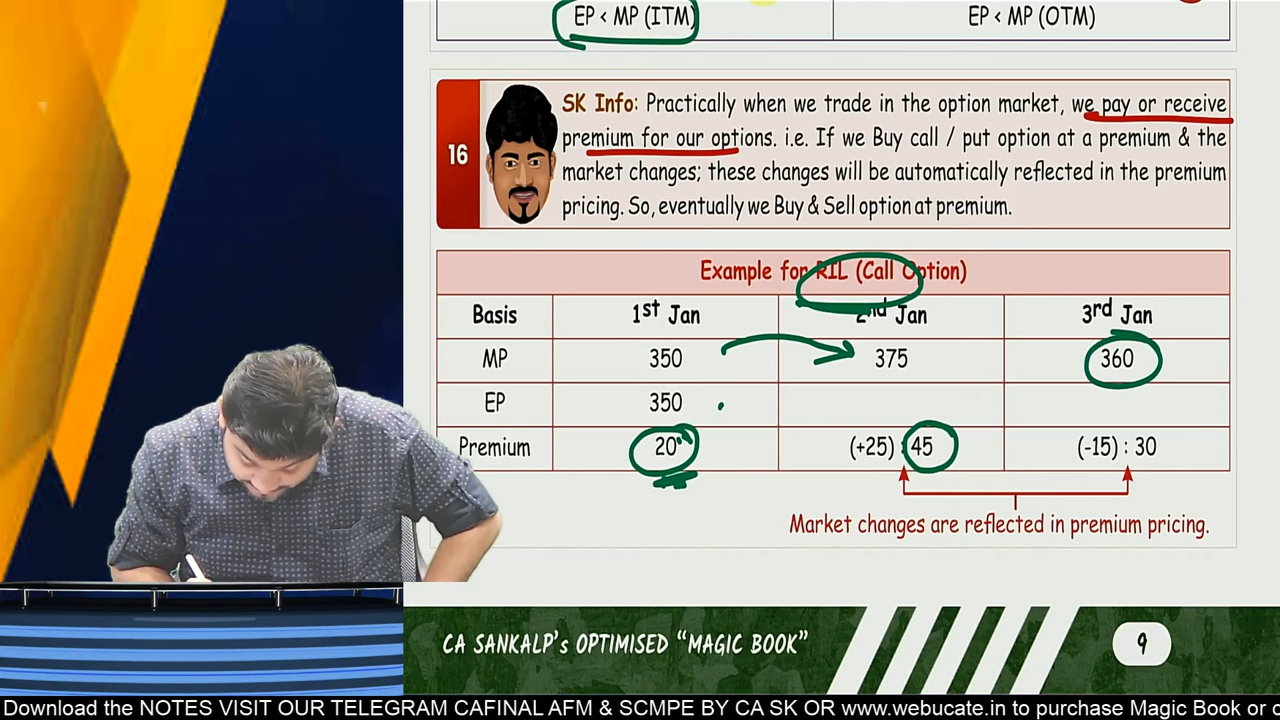 EP < MP (ITM) EP < MP (OTM)
16
SK Info: Practically when we trade in the option market, we pay or receive
premium for our options. i.e. If we Buy call / put option at a premium & the
market changes; these changes will be automatically reflected in the premium
pricing. So, eventually we Buy & Sell option at premium.
Example for RIL (Call Option)
Basis 1st Jan 2nd Jan 3rd Jan
MP 350 375 360
EP 350
Premium 20 (+25) : 45 (-15) : 30
Market changes are reflected in premium pricing.
CA SANKALP's OPTIMISED "MAGIC BOOK" 9
Download the NOTES VISIT OUR TELEGRAM CAFINAL AFM & SCMPE BY CA SK OR www.webucate.in to purchase Magic Book or